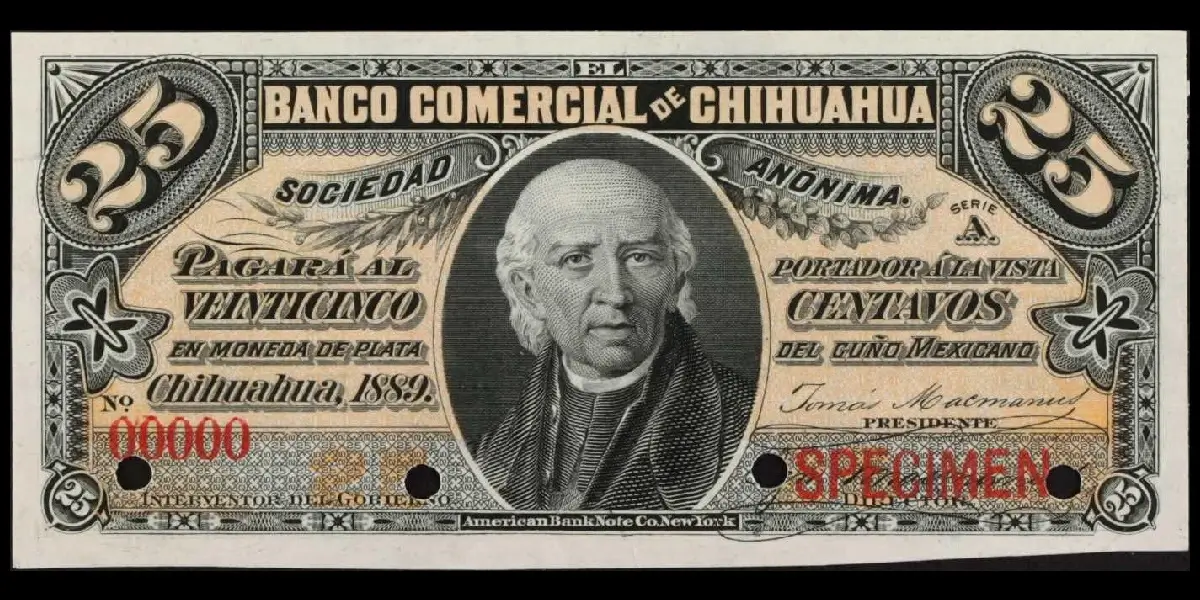 EL
25 BANCO COMERCIAL DE CHIHUAHUA 25
SOCIEDAD ANÓNIMA.
SERIE
A
PAGARÁ AL PORTADOR Á LA VISTA
VEINTICINCO CENTAVOS
EN MONEDA DE PLATA DEL CUÑO MEXICANO
Chihuahua, 1889.
Tomás Macmanus
PRESIDENTE
Nº 00000
25
SPECIMEN
INTERVENTOR DEL GOBIERNO DIRECTOR
25 American Bank Note Co. New York 25